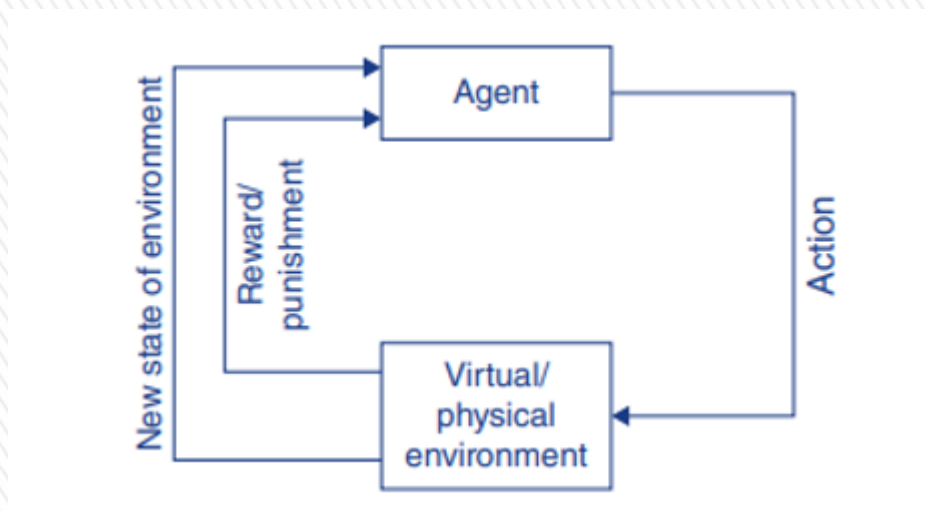 Agent
New state of environment
Reward/
punishment
Action
Virtual/
physical
environment